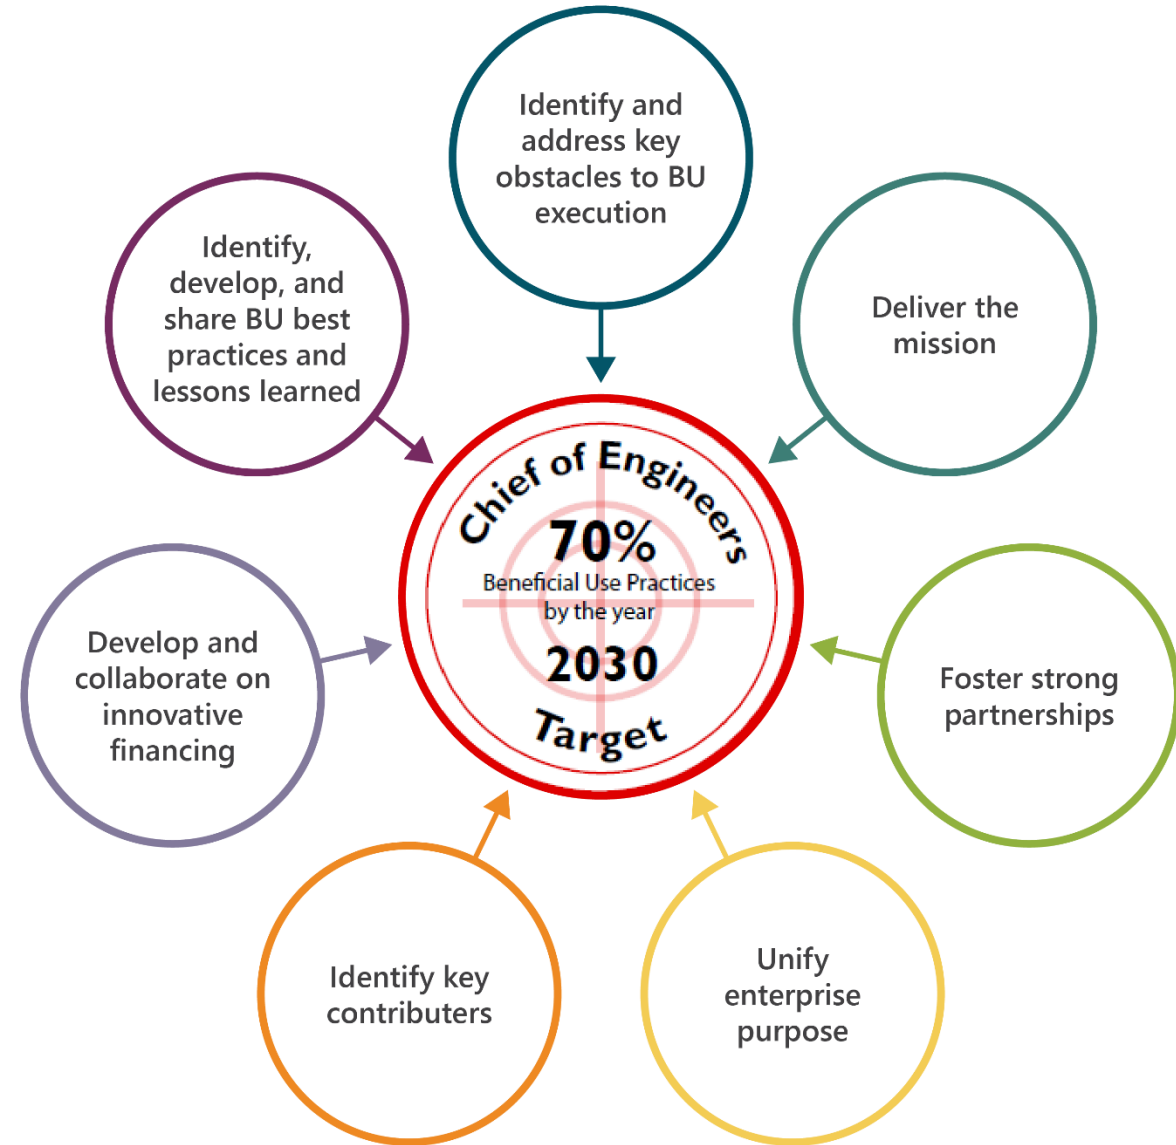 Identify and
address key
obstacles to BU
execution
Deliver the
mission
Foster strong
partnerships
Unify
enterprise
purpose
Identify key
contributers
Develop and
collaborate on
innovative
financing
Identify,
develop, and
share BU best
practices and
lessons learned
Chief of Engineers
70%
Beneficial Use Practices
by the year
2030
Target